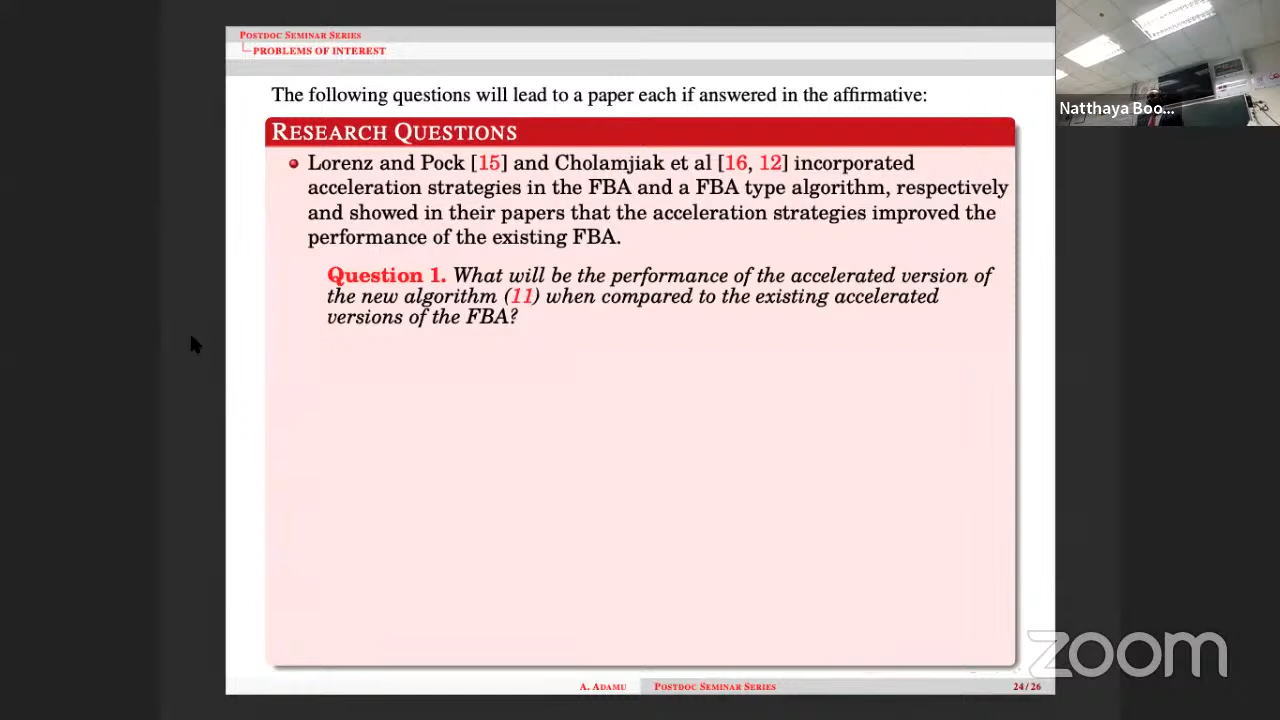 POSTDOC SEMINAR SERIES
PROBLEMS OF INTEREST
The following questions will lead to a paper each if answered in the affirmative:
RESEARCH QUESTIONS
Lorenz and Pock [15] and Cholamjiak et al [16, 12] incorporated
acceleration strategies in the FBA and a FBA type algorithm, respectively
and showed in their papers that the acceleration strategies improved the
performance of the existing FBA.
Question 1. What will be the performance of the accelerated version of
the new algorithm (11) when compared to the existing accelerated
versions of the FBA?
A. ADAMU POSTDOC SEMINAR SERIES 24/26
Natthaya Boo...
zoom